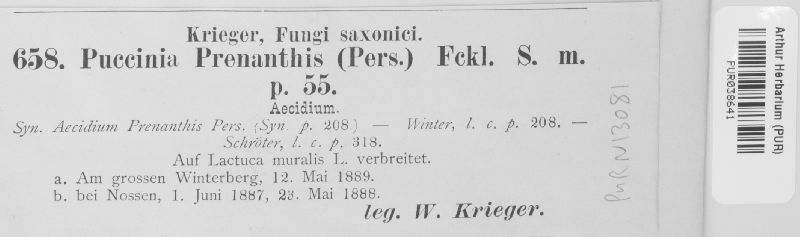 Krieger, Fungi saxonici.
658. Puccinia Prenanthis (Pers.) Fckl. S. m.
p. 55.
Aecidium.
Syn. Aecidium Prenanthis Pers. (Syn. p. 208) — Winter, l. c. p. 208. —
Schröter, l. c. p. 318.
Auf Lactuca muralis L. verbreitet.
a. Am grossen Winterberg, 12. Mai 1889.
b. bei Nossen, 1. Juni 1887, 23. Mai 1888.
leg. W. Krieger.
PUR N13081
Arthur Herbarium (PUR)
PUR038641